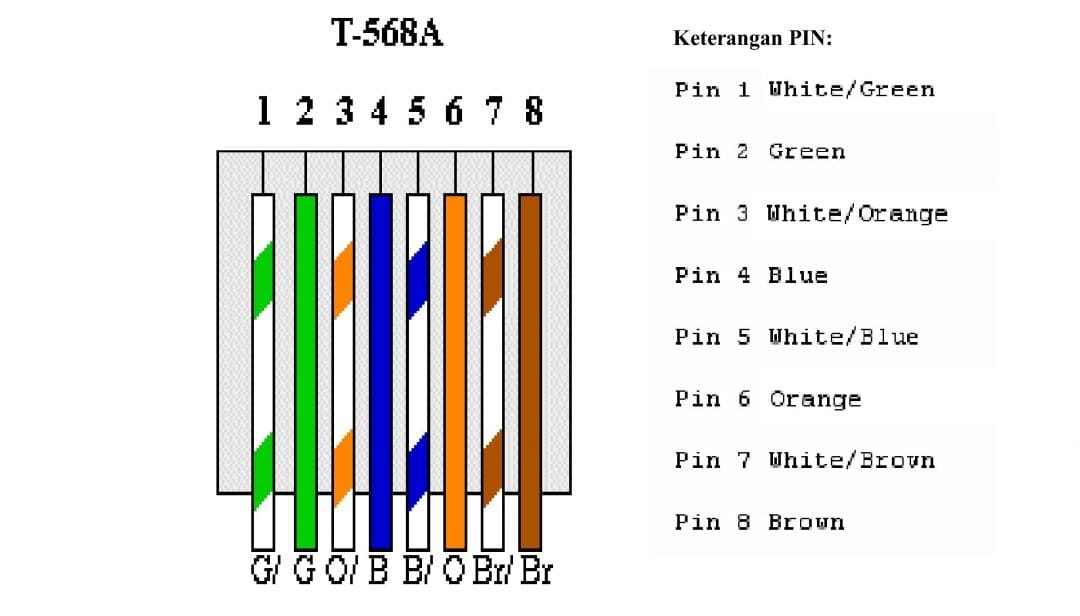 T-568A
1 2 3 4 5 6 7 8
G/ G O/ B B/ O Br/ Br
Keterangan PIN:
Pin 1 White/Green
Pin 2 Green
Pin 3 White/Orange
Pin 4 Blue
Pin 5 White/Blue
Pin 6 Orange
Pin 7 White/Brown
Pin 8 Brown